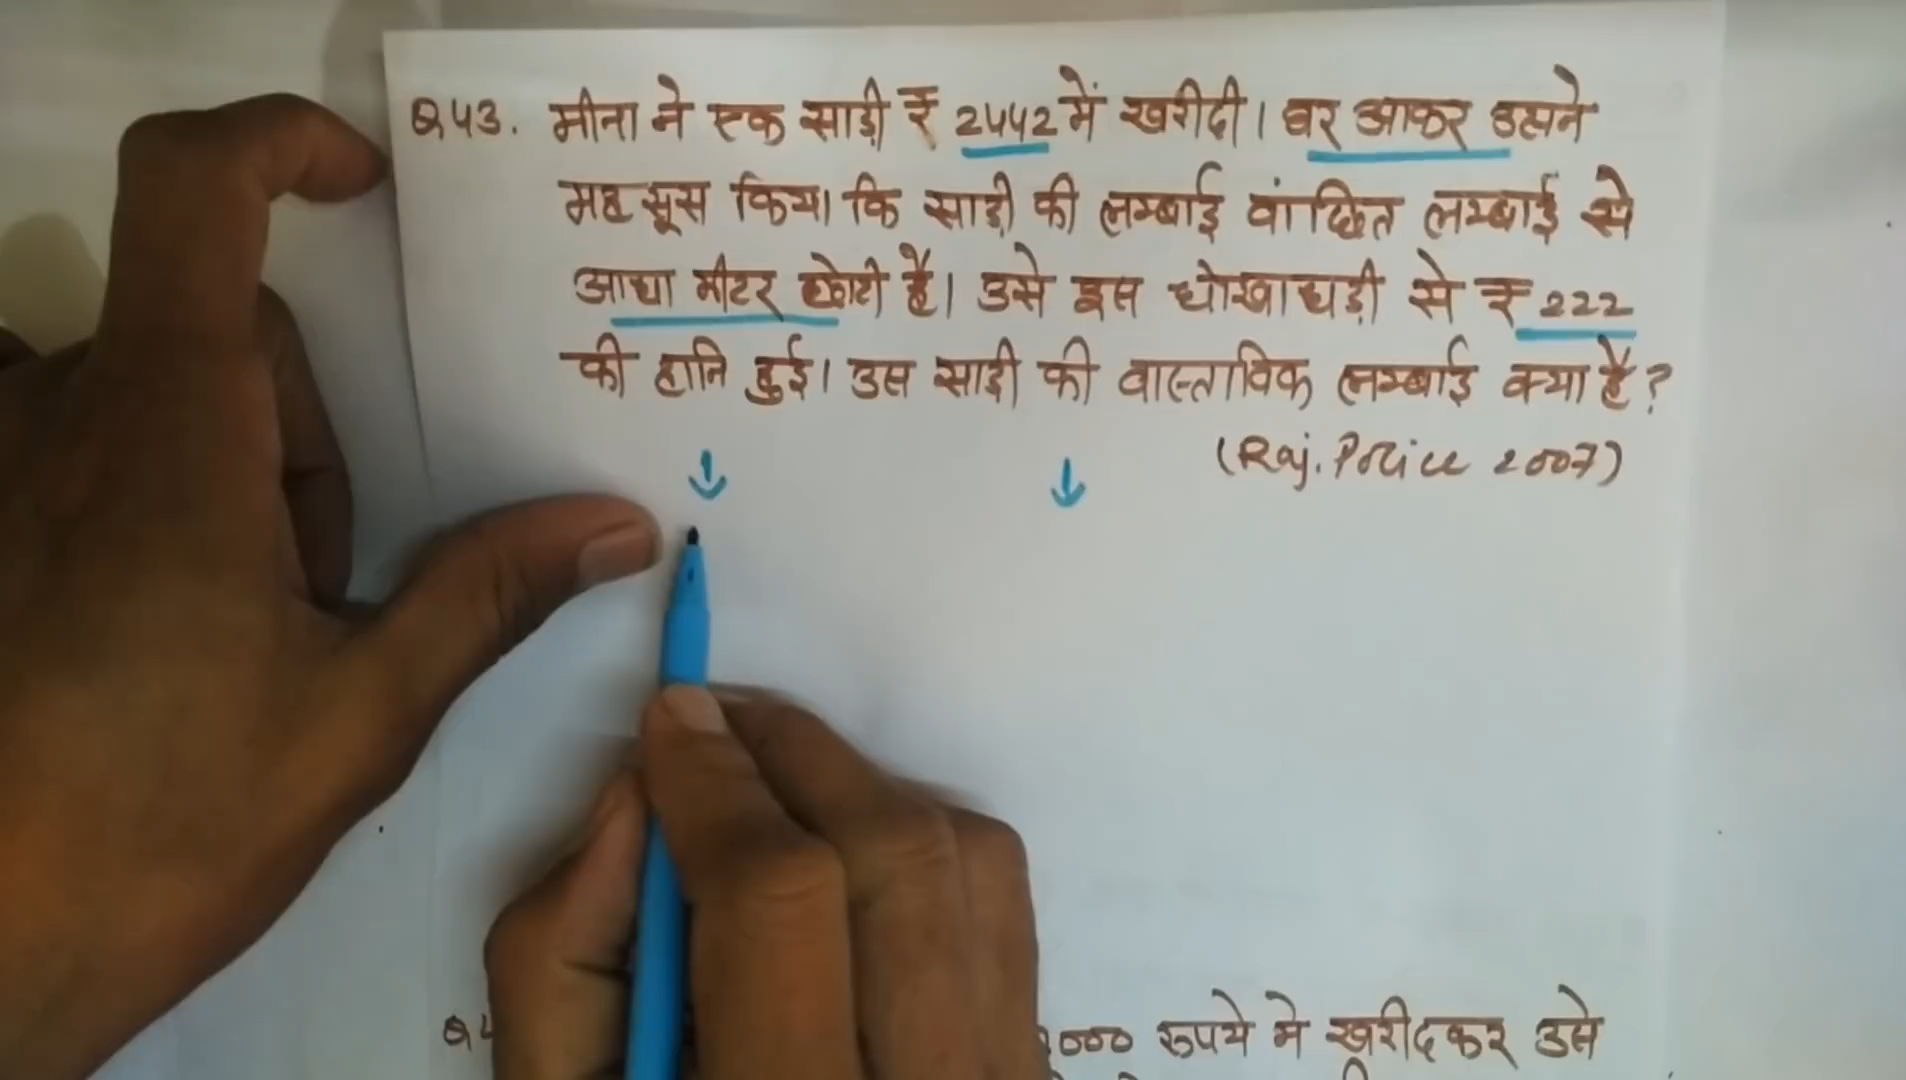 Q43. मीना ने एक साड़ी ₹ 2442 में खरीदी। घर आकर उसने
महसूस किया कि साड़ी की लम्बाई वांछित लम्बाई से
आधा मीटर छोटी है। उसे इस धोखाधड़ी से ₹ 222
की हानि हुई। उस साड़ी की वास्तविक लम्बाई क्या है?
(Raj. Police 2007)
Q4 000 रूपये मे खरीदकर उसे